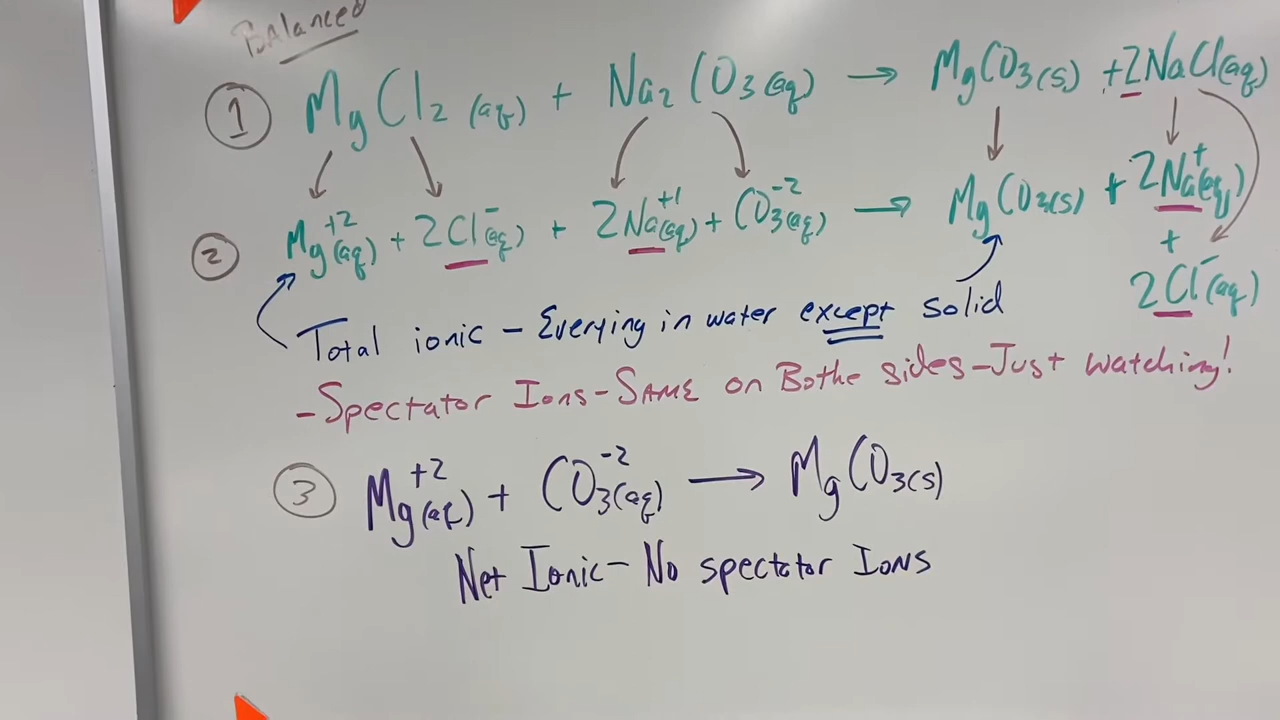 Balanced
① MgCl2 (aq) + Na2CO3(aq) → MgCO3(s) + 2NaCl(aq)
② Mg+2(aq) + 2Cl-(aq) + 2Na+1(aq) + CO3-2(aq) → MgCO3(s) + 2Na+(aq)
+
2Cl-(aq)
Total ionic - Everying in water except solid
-Spectator Ions-SAME on Bothe sides-Just watching!
③ Mg+2(aq) + CO3-2(aq) → MgCO3(s)
Net Ionic- No spectator Ions